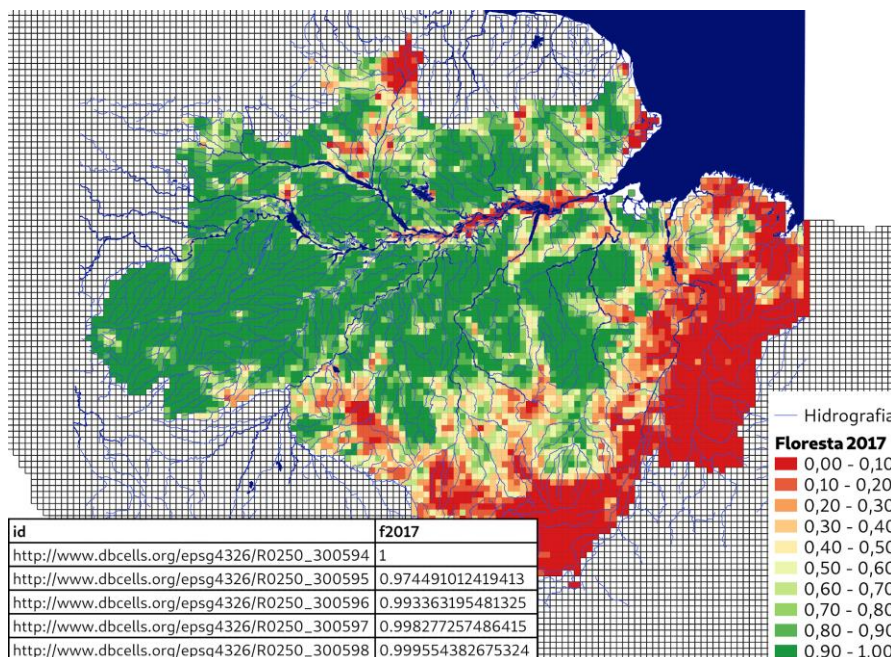 Hidrografia
Floresta 2017
0,00 - 0,10
0,10 - 0,20
0,20 - 0,30
0,30 - 0,40
0,40 - 0,50
0,50 - 0,60
0,60 - 0,70
0,70 - 0,80
0,80 - 0,90
0,90 - 1,00
id f2017
http://www.dbcells.org/epsg4326/R0250_300594 1
http://www.dbcells.org/epsg4326/R0250_300595 0.974491012419413
http://www.dbcells.org/epsg4326/R0250_300596 0.993363195481325
http://www.dbcells.org/epsg4326/R0250_300597 0.998277257486415
http://www.dbcells.org/epsg4326/R0250_300598 0.999554382675324